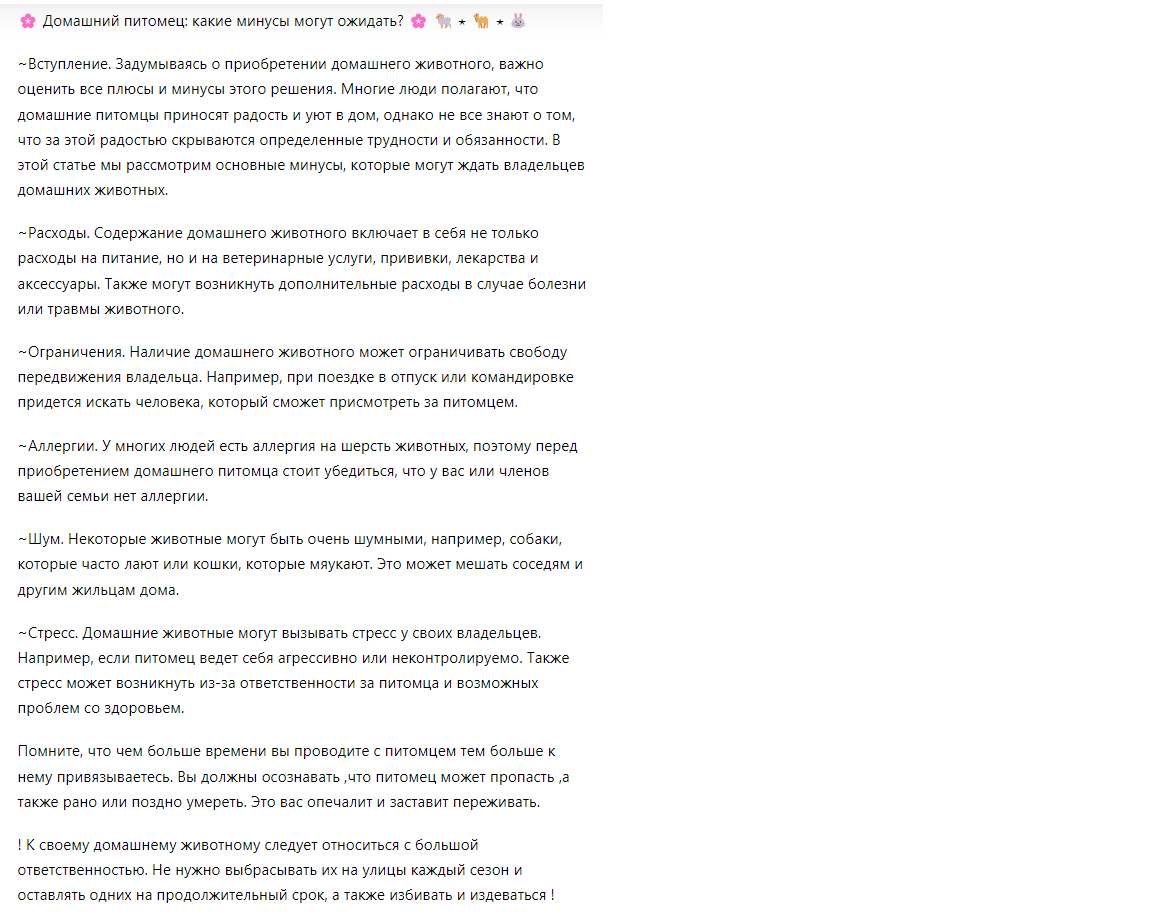 🌸 Домашний питомец: какие минусы могут ожидать? 🌸 🐏 ⋆ 🐪 ⋆ 🐰
~Вступление. Задумываясь о приобретении домашнего животного, важно
оценить все плюсы и минусы этого решения. Многие люди полагают, что
домашние питомцы приносят радость и уют в дом, однако не все знают о том,
что за этой радостью скрываются определенные трудности и обязанности. В
этой статье мы рассмотрим основные минусы, которые могут ждать владельцев
домашних животных.
~Расходы. Содержание домашнего животного включает в себя не только
расходы на питание, но и на ветеринарные услуги, прививки, лекарства и
аксессуары. Также могут возникнуть дополнительные расходы в случае болезни
или травмы животного.
~Ограничения. Наличие домашнего животного может ограничивать свободу
передвижения владельца. Например, при поездке в отпуск или командировке
придется искать человека, который сможет присмотреть за питомцем.
~Аллергии. У многих людей есть аллергия на шерсть животных, поэтому перед
приобретением домашнего питомца стоит убедиться, что у вас или членов
вашей семьи нет аллергии.
~Шум. Некоторые животные могут быть очень шумными, например, собаки,
которые часто лают или кошки, которые мяукают. Это может мешать соседям и
другим жильцам дома.
~Стресс. Домашние животные могут вызывать стресс у своих владельцев.
Например, если питомец ведет себя агрессивно или неконтролируемо. Также
стресс может возникнуть из-за ответственности за питомца и возможных
проблем со здоровьем.
Помните, что чем больше времени вы проводите с питомцем тем больше к
нему привязываетесь. Вы должны осознавать ,что питомец может пропасть ,а
также рано или поздно умереть. Это вас опечалит и заставит переживать.
! К своему домашнему животному следует относиться с большой
ответственностью. Не нужно выбрасывать их на улицы каждый сезон и
оставлять одних на продолжительный срок, а также избивать и издеваться !